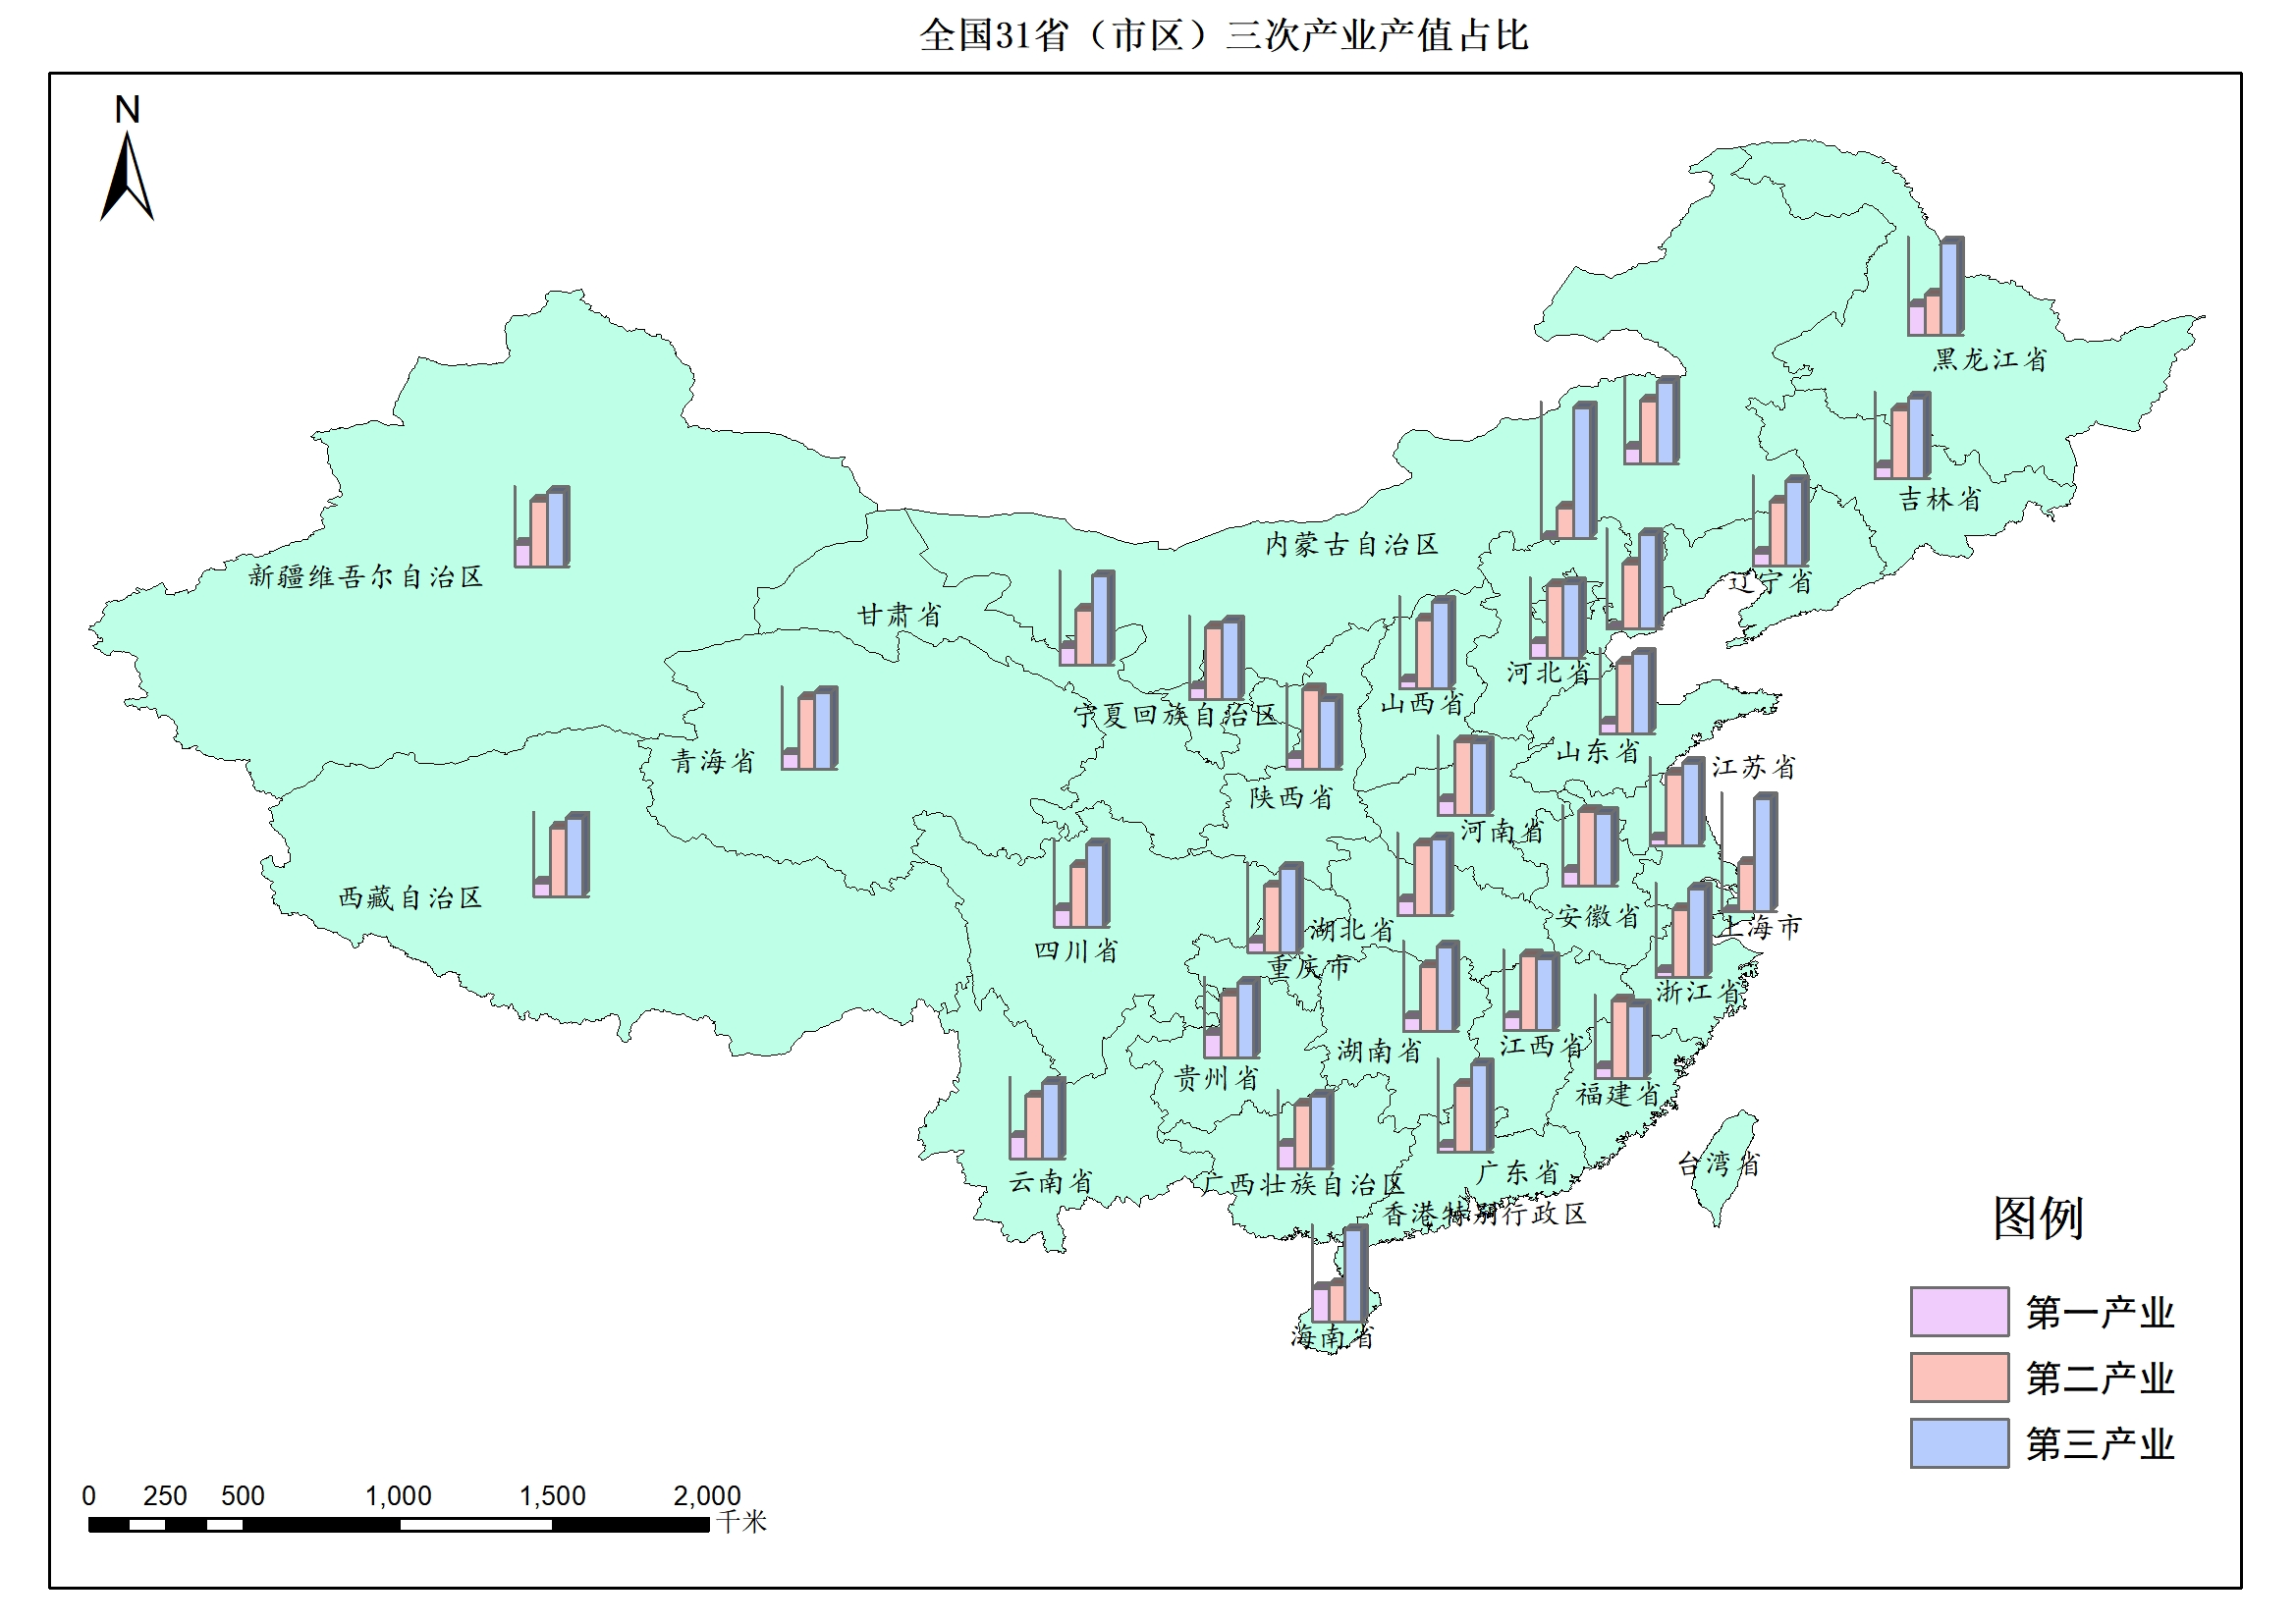 全国31省（市区）三次产业产值占比
N
黑龙江省
吉林省
内蒙古自治区
新疆维吾尔自治区
辽宁省
甘肃省
河北省
山西省
宁夏回族自治区
山东省
青海省
江苏省
陕西省
河南省
西藏自治区
安徽省
上海市
湖北省
四川省
重庆市
浙江省
江西省
湖南省
贵州省
福建省
台湾省
广东省
云南省
广西壮族自治区
香港特别行政区
海南省
图例
第一产业
第二产业
第三产业
0 250 500 1,000 1,500 2,000
千米